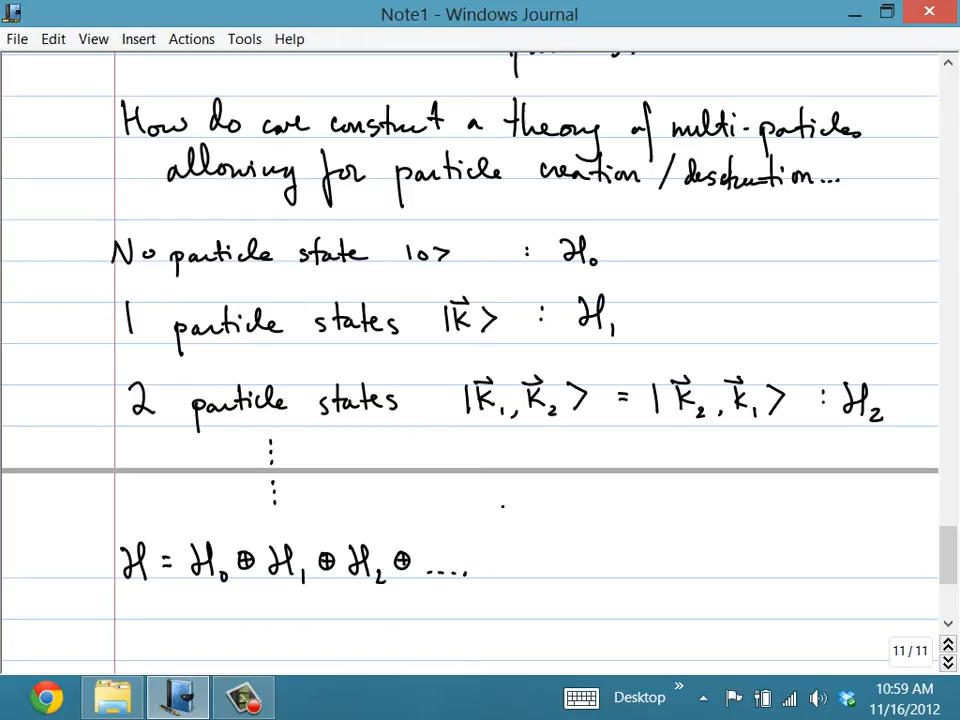 Note1 - Windows Journal
File Edit View Insert Actions Tools Help
How do we construct a theory of multi-particles
allowing for particle creation / destruction...
No particle state |0> : ℋ₀
1 particle states |k⃗> : ℋ₁
2 particle states |k⃗₁, k⃗₂> = |k⃗₂, k⃗₁> : ℋ₂
⋮
⋮
ℋ = ℋ₀ ⊕ ℋ₁ ⊕ ℋ₂ ⊕ ....
11 / 11
Desktop
10:59 AM
11/16/2012